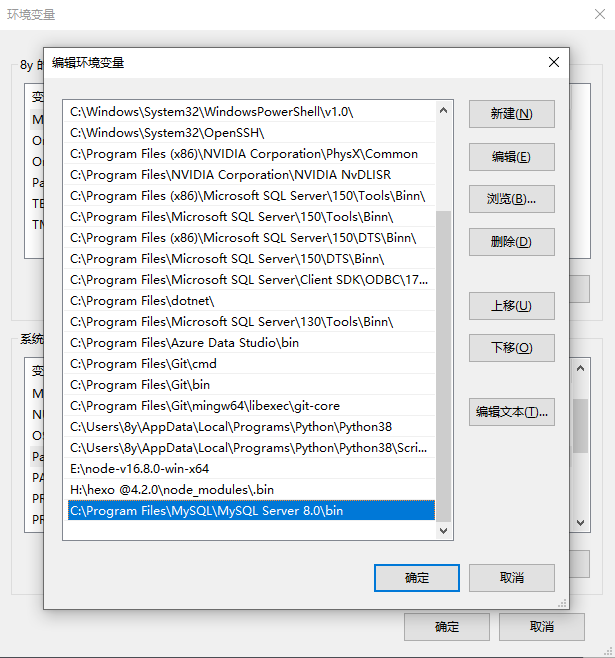 环境变量
8y 的
编辑环境变量
变
M
On
On
Pa
TE
TM
C:\Windows\System32\WindowsPowerShell\v1.0\
C:\Windows\System32\OpenSSH\
C:\Program Files (x86)\NVIDIA Corporation\PhysX\Common
C:\Program Files\NVIDIA Corporation\NVIDIA NvDLISR
C:\Program Files (x86)\Microsoft SQL Server\150\Tools\Binn\
C:\Program Files\Microsoft SQL Server\150\Tools\Binn\
C:\Program Files (x86)\Microsoft SQL Server\150\DTS\Binn\
C:\Program Files\Microsoft SQL Server\150\DTS\Binn\
C:\Program Files\Microsoft SQL Server\Client SDK\ODBC\17...
C:\Program Files\dotnet\
C:\Program Files\Microsoft SQL Server\130\Tools\Binn\
C:\Program Files\Azure Data Studio\bin
C:\Program Files\Git\cmd
C:\Program Files\Git\bin
C:\Program Files\Git\mingw64\libexec\git-core
C:\Users\8y\AppData\Local\Programs\Python\Python38
C:\Users\8y\AppData\Local\Programs\Python\Python38\Scri...
E:\node-v16.8.0-win-x64
H:\hexo @4.2.0\node_modules\.bin
C:\Program Files\MySQL\MySQL Server 8.0\bin
新建(N)
编辑(E)
浏览(B)...
删除(D)
上移(U)
下移(O)
编辑文本(T)...
系统
变
M
NU
OS
Pa
PA
PR
PR
确定
取消
确定
取消